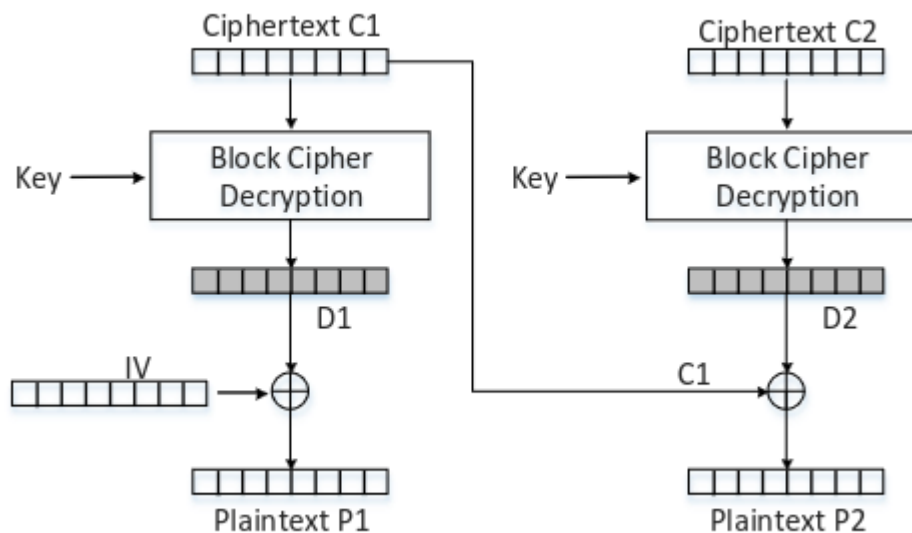 Ciphertext C1
Ciphertext C2
Key
Block Cipher
Decryption
Key
Block Cipher
Decryption
D1
D2
IV
C1
Plaintext P1
Plaintext P2